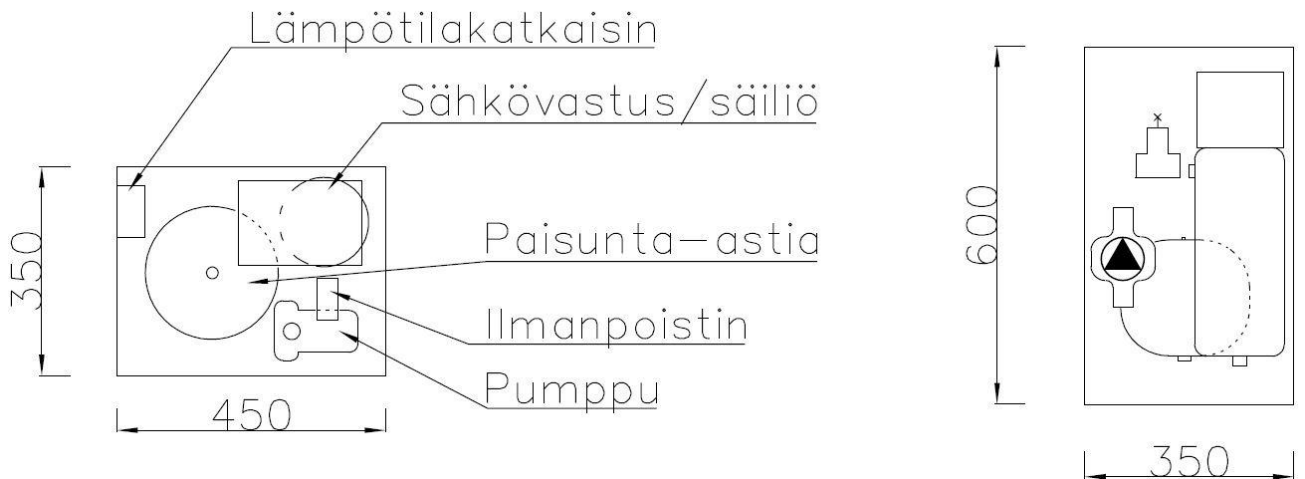 Lämpötilakatkaisin
Sähkövastus/säiliö
Paisunta-astia
Ilmanpoistin
Pumppu
350
450
600
350